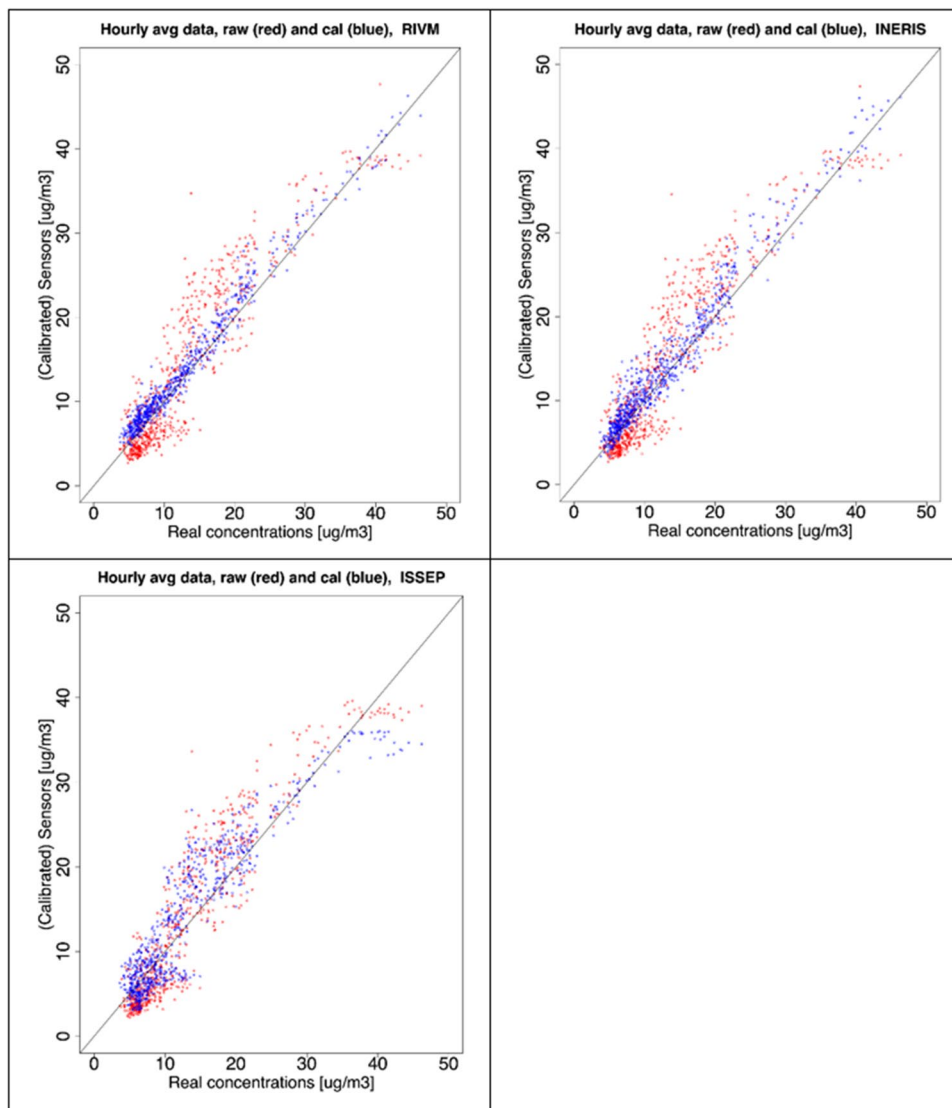 Hourly avg data, raw (red) and cal (blue), RIVM
(Calibrated) Sensors [ug/m3]
50
40
30
20
10
0
0 10 20 30 40 50
Real concentrations [ug/m3]
Hourly avg data, raw (red) and cal (blue), INERIS
(Calibrated) Sensors [ug/m3]
50
40
30
20
10
0
0 10 20 30 40 50
Real concentrations [ug/m3]
Hourly avg data, raw (red) and cal (blue), ISSEP
(Calibrated) Sensors [ug/m3]
50
40
30
20
10
0
0 10 20 30 40 50
Real concentrations [ug/m3]